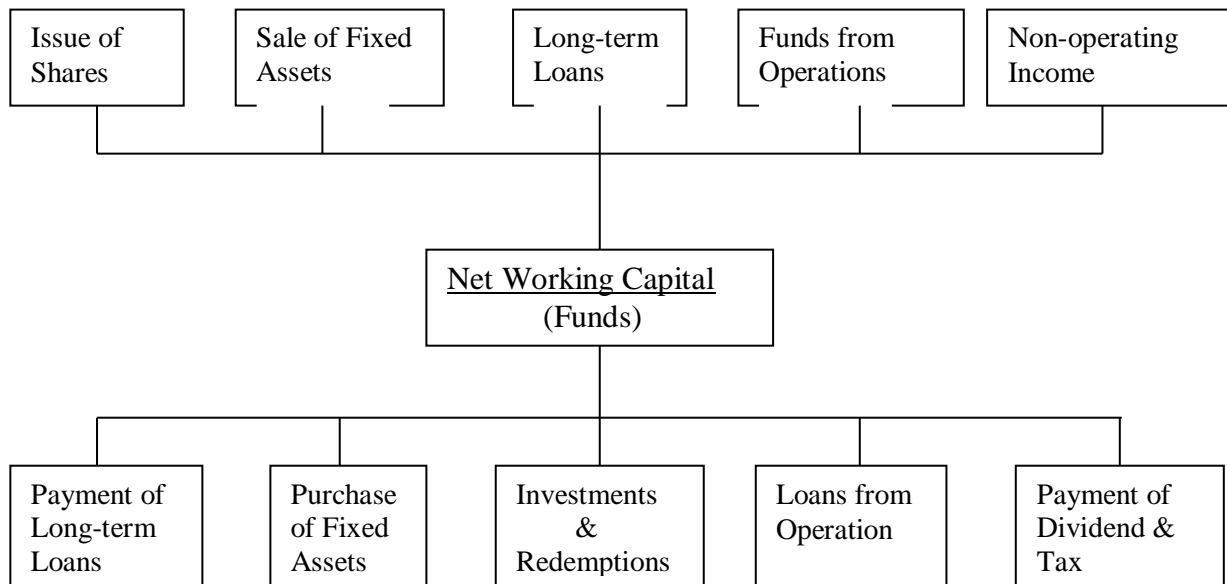 Issue of
Shares
Sale of Fixed
Assets
Long-term
Loans
Funds from
Operations
Non-operating
Income
Net Working Capital
(Funds)
Payment of
Long-term
Loans
Purchase
of Fixed
Assets
Investments
&
Redemptions
Loans from
Operation
Payment of
Dividend &
Tax